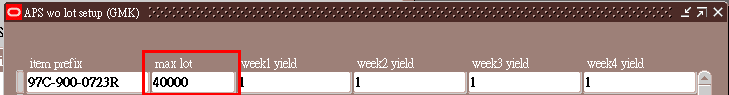 APS wo lot setup (GMK)
item prefix max lot week1 yield week2 yield week3 yield week4 yield
97C-900-0723R 40000 1 1 1 1